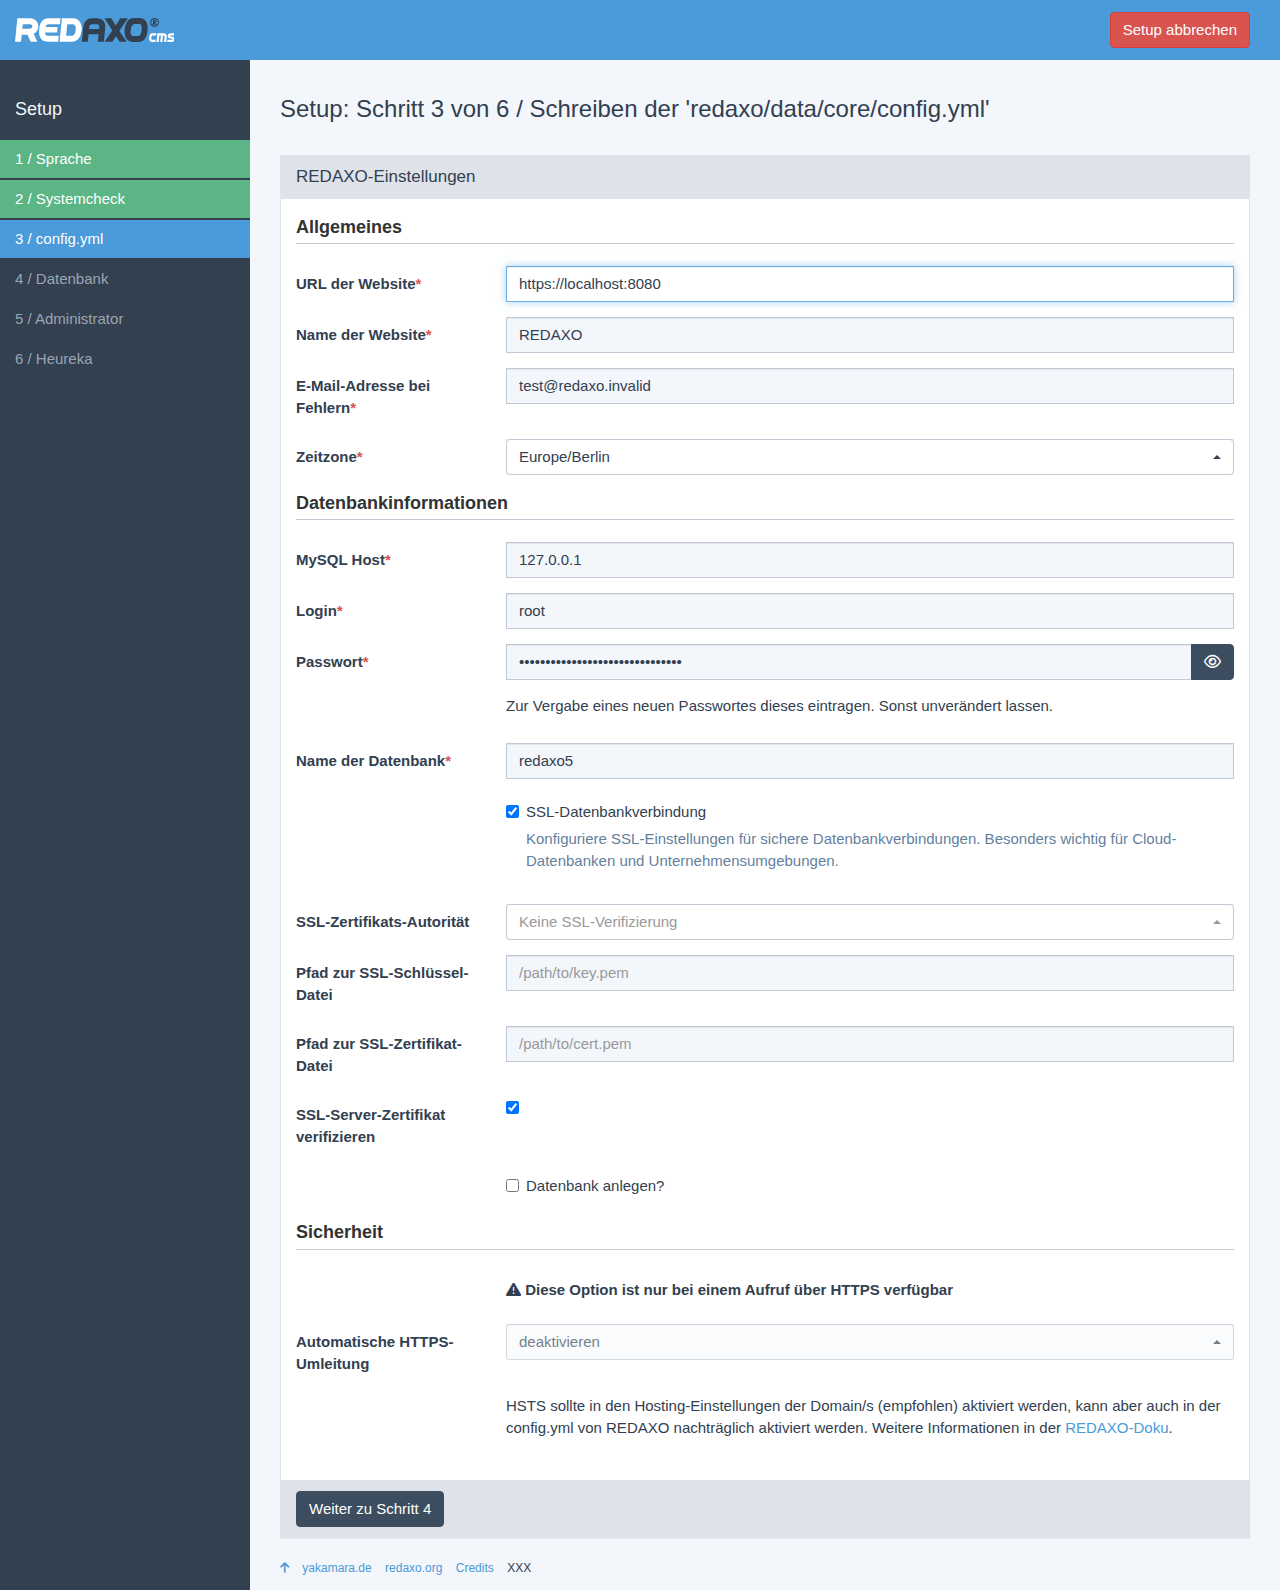 REDAXO® cms
Setup abbrechen
Setup
1 / Sprache
2 / Systemcheck
3 / config.yml
4 / Datenbank
5 / Administrator
6 / Heureka
Setup: Schritt 3 von 6 / Schreiben der 'redaxo/data/core/config.yml'
REDAXO-Einstellungen
Allgemeines
URL der Website*
https://localhost:8080
Name der Website*
REDAXO
E-Mail-Adresse bei
Fehlern*
test@redaxo.invalid
Zeitzone*
Europe/Berlin
Datenbankinformationen
MySQL Host*
127.0.0.1
Login*
root
Passwort*
•••••••••••••••••••••••••••••••
Zur Vergabe eines neuen Passwortes dieses eintragen. Sonst unverändert lassen.
Name der Datenbank*
redaxo5
SSL-Datenbankverbindung
Konfiguriere SSL-Einstellungen für sichere Datenbankverbindungen. Besonders wichtig für Cloud-
Datenbanken und Unternehmensumgebungen.
SSL-Zertifikats-Autorität
Keine SSL-Verifizierung
Pfad zur SSL-Schlüssel-
Datei
/path/to/key.pem
Pfad zur SSL-Zertifikat-
Datei
/path/to/cert.pem
SSL-Server-Zertifikat
verifizieren
Datenbank anlegen?
Sicherheit
Diese Option ist nur bei einem Aufruf über HTTPS verfügbar
Automatische HTTPS-
Umleitung
deaktivieren
HSTS sollte in den Hosting-Einstellungen der Domain/s (empfohlen) aktiviert werden, kann aber auch in der
config.yml von REDAXO nachträglich aktiviert werden. Weitere Informationen in der REDAXO-Doku.
Weiter zu Schritt 4
yakamara.de redaxo.org Credits XXX